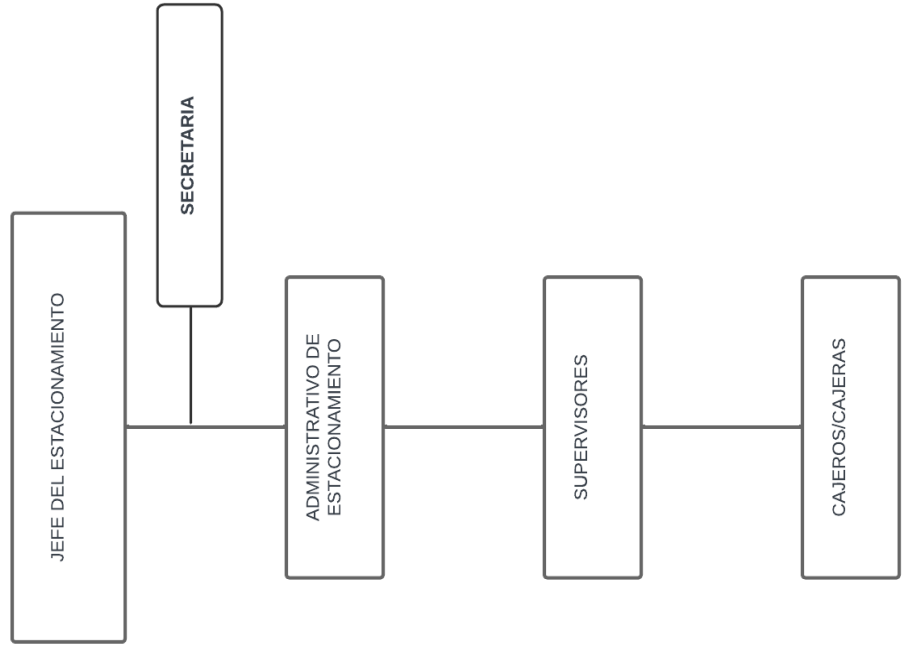 JEFE DEL ESTACIONAMIENTO
SECRETARIA
ADMINISTRATIVO DE
ESTACIONAMIENTO
SUPERVISORES
CAJEROS/CAJERAS